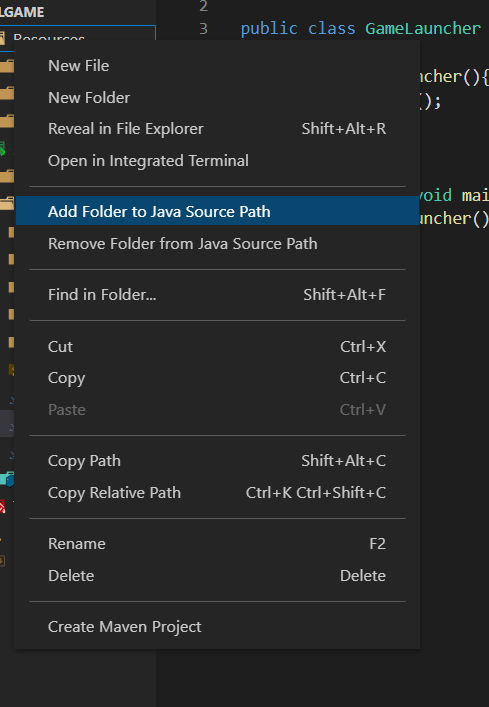 LGAME
Resources
2
3 public class GameLauncher
ncher(){
();
void mai
uncher()
New File
New Folder
Reveal in File Explorer Shift+Alt+R
Open in Integrated Terminal
Add Folder to Java Source Path
Remove Folder from Java Source Path
Find in Folder... Shift+Alt+F
Cut Ctrl+X
Copy Ctrl+C
Paste Ctrl+V
Copy Path Shift+Alt+C
Copy Relative Path Ctrl+K Ctrl+Shift+C
Rename F2
Delete Delete
Create Maven Project